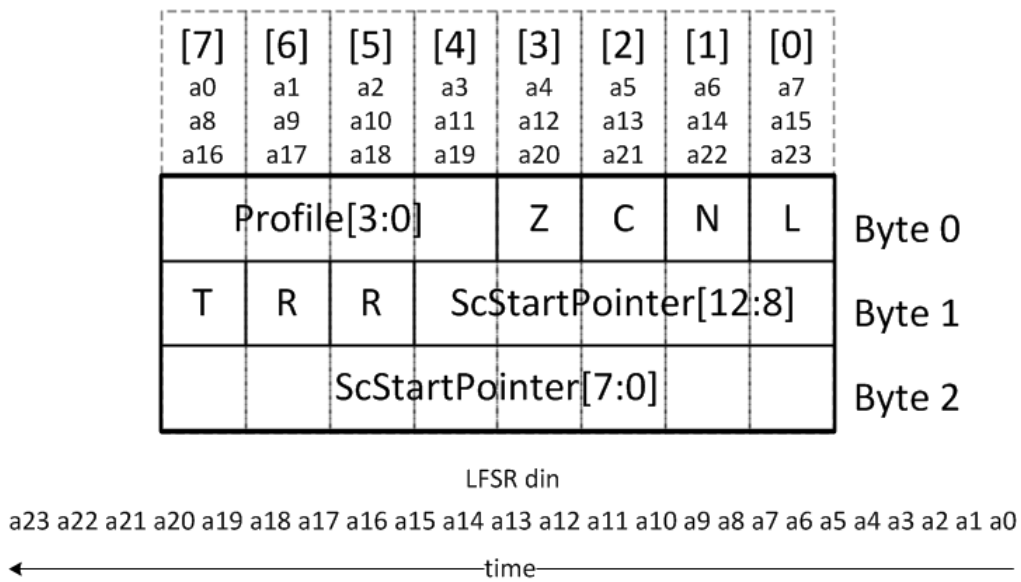 [7] [6] [5] [4] [3] [2] [1] [0]
a0 a1 a2 a3 a4 a5 a6 a7
a8 a9 a10 a11 a12 a13 a14 a15
a16 a17 a18 a19 a20 a21 a22 a23
Profile[3:0] Z C N L Byte 0
T R R ScStartPointer[12:8] Byte 1
ScStartPointer[7:0] Byte 2
LFSR din
a23 a22 a21 a20 a19 a18 a17 a16 a15 a14 a13 a12 a11 a10 a9 a8 a7 a6 a5 a4 a3 a2 a1 a0
time